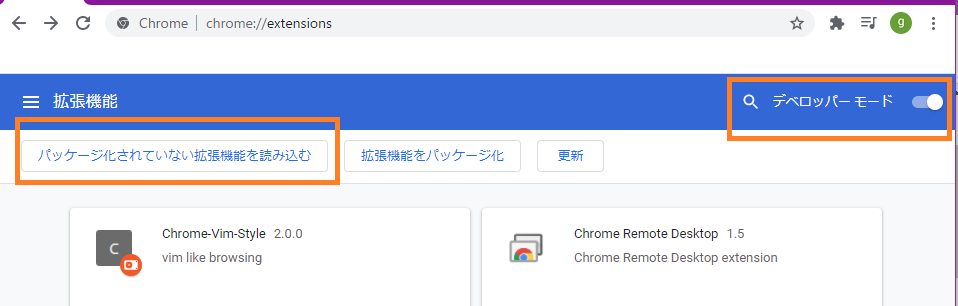 Chrome | chrome://extensions
g
拡張機能
デベロッパー モード
パッケージ化されていない拡張機能を読み込む
拡張機能をパッケージ化
更新
C
Chrome-Vim-Style 2.0.0
vim like browsing
Chrome Remote Desktop 1.5
Chrome Remote Desktop extension